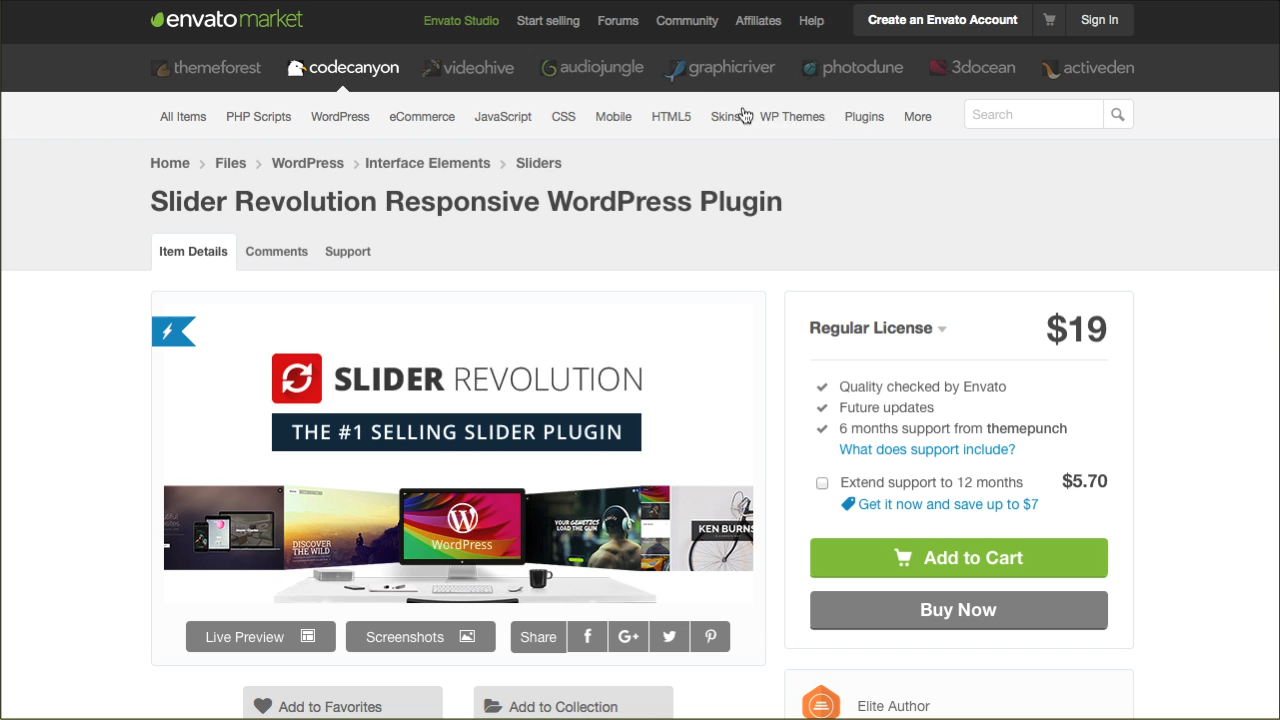 envatomarket
Envato Studio Start selling Forums Community Affiliates Help Create an Envato Account Sign In
themeforest codecanyon videohive audiojungle graphicriver photodune 3docean activeden
All Items PHP Scripts WordPress eCommerce JavaScript CSS Mobile HTML5 Skins WP Themes Plugins More Search
Home > Files > WordPress > Interface Elements > Sliders
Slider Revolution Responsive WordPress Plugin
Item Details Comments Support
SLIDER REVOLUTION
THE #1 SELLING SLIDER PLUGIN
DISCOVER
THE WILD
WordPress
YOUR GENETICS
LOAD THE GUN
KEN BURNS
Live Preview Screenshots Share
Add to Favorites Add to Collection
Regular License $19
Quality checked by Envato
Future updates
6 months support from themepunch
What does support include?
Extend support to 12 months $5.70
Get it now and save up to $7
Add to Cart
Buy Now
Elite Author